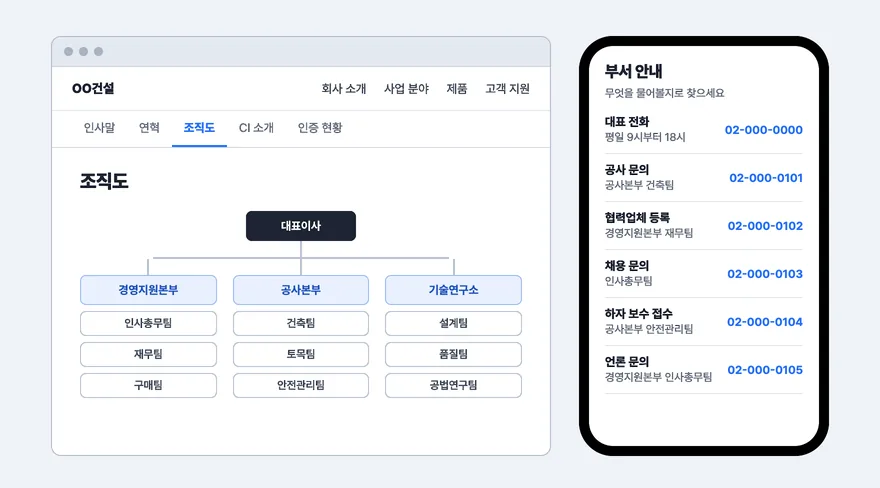 OO건설
회사 소개 사업 분야 제품 고객 지원
인사말 연혁 조직도 CI 소개 인증 현황
조직도
대표이사
경영지원본부 공사본부 기술연구소
인사총무팀 건축팀 설계팀
재무팀 토목팀 품질팀
구매팀 안전관리팀 공법연구팀
부서 안내
무엇을 물어볼지로 찾으세요
대표 전화
평일 9시부터 18시
02-000-0000
공사 문의
공사본부 건축팀
02-000-0101
협력업체 등록
경영지원본부 재무팀
02-000-0102
채용 문의
인사총무팀
02-000-0103
하자 보수 접수
공사본부 안전관리팀
02-000-0104
언론 문의
경영지원본부 인사총무팀
02-000-0105